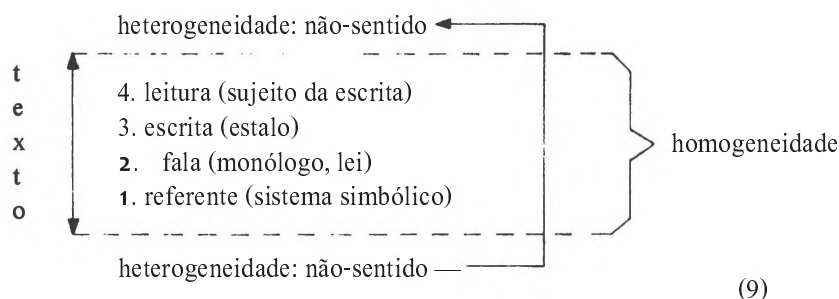 heterogeneidade: não-sentido
texto
4. leitura (sujeito da escrita)
3. escrita (estalo)
2. fala (monólogo, lei)
1. referente (sistema simbólico)
homogeneidade
heterogeneidade: não-sentido
(9)